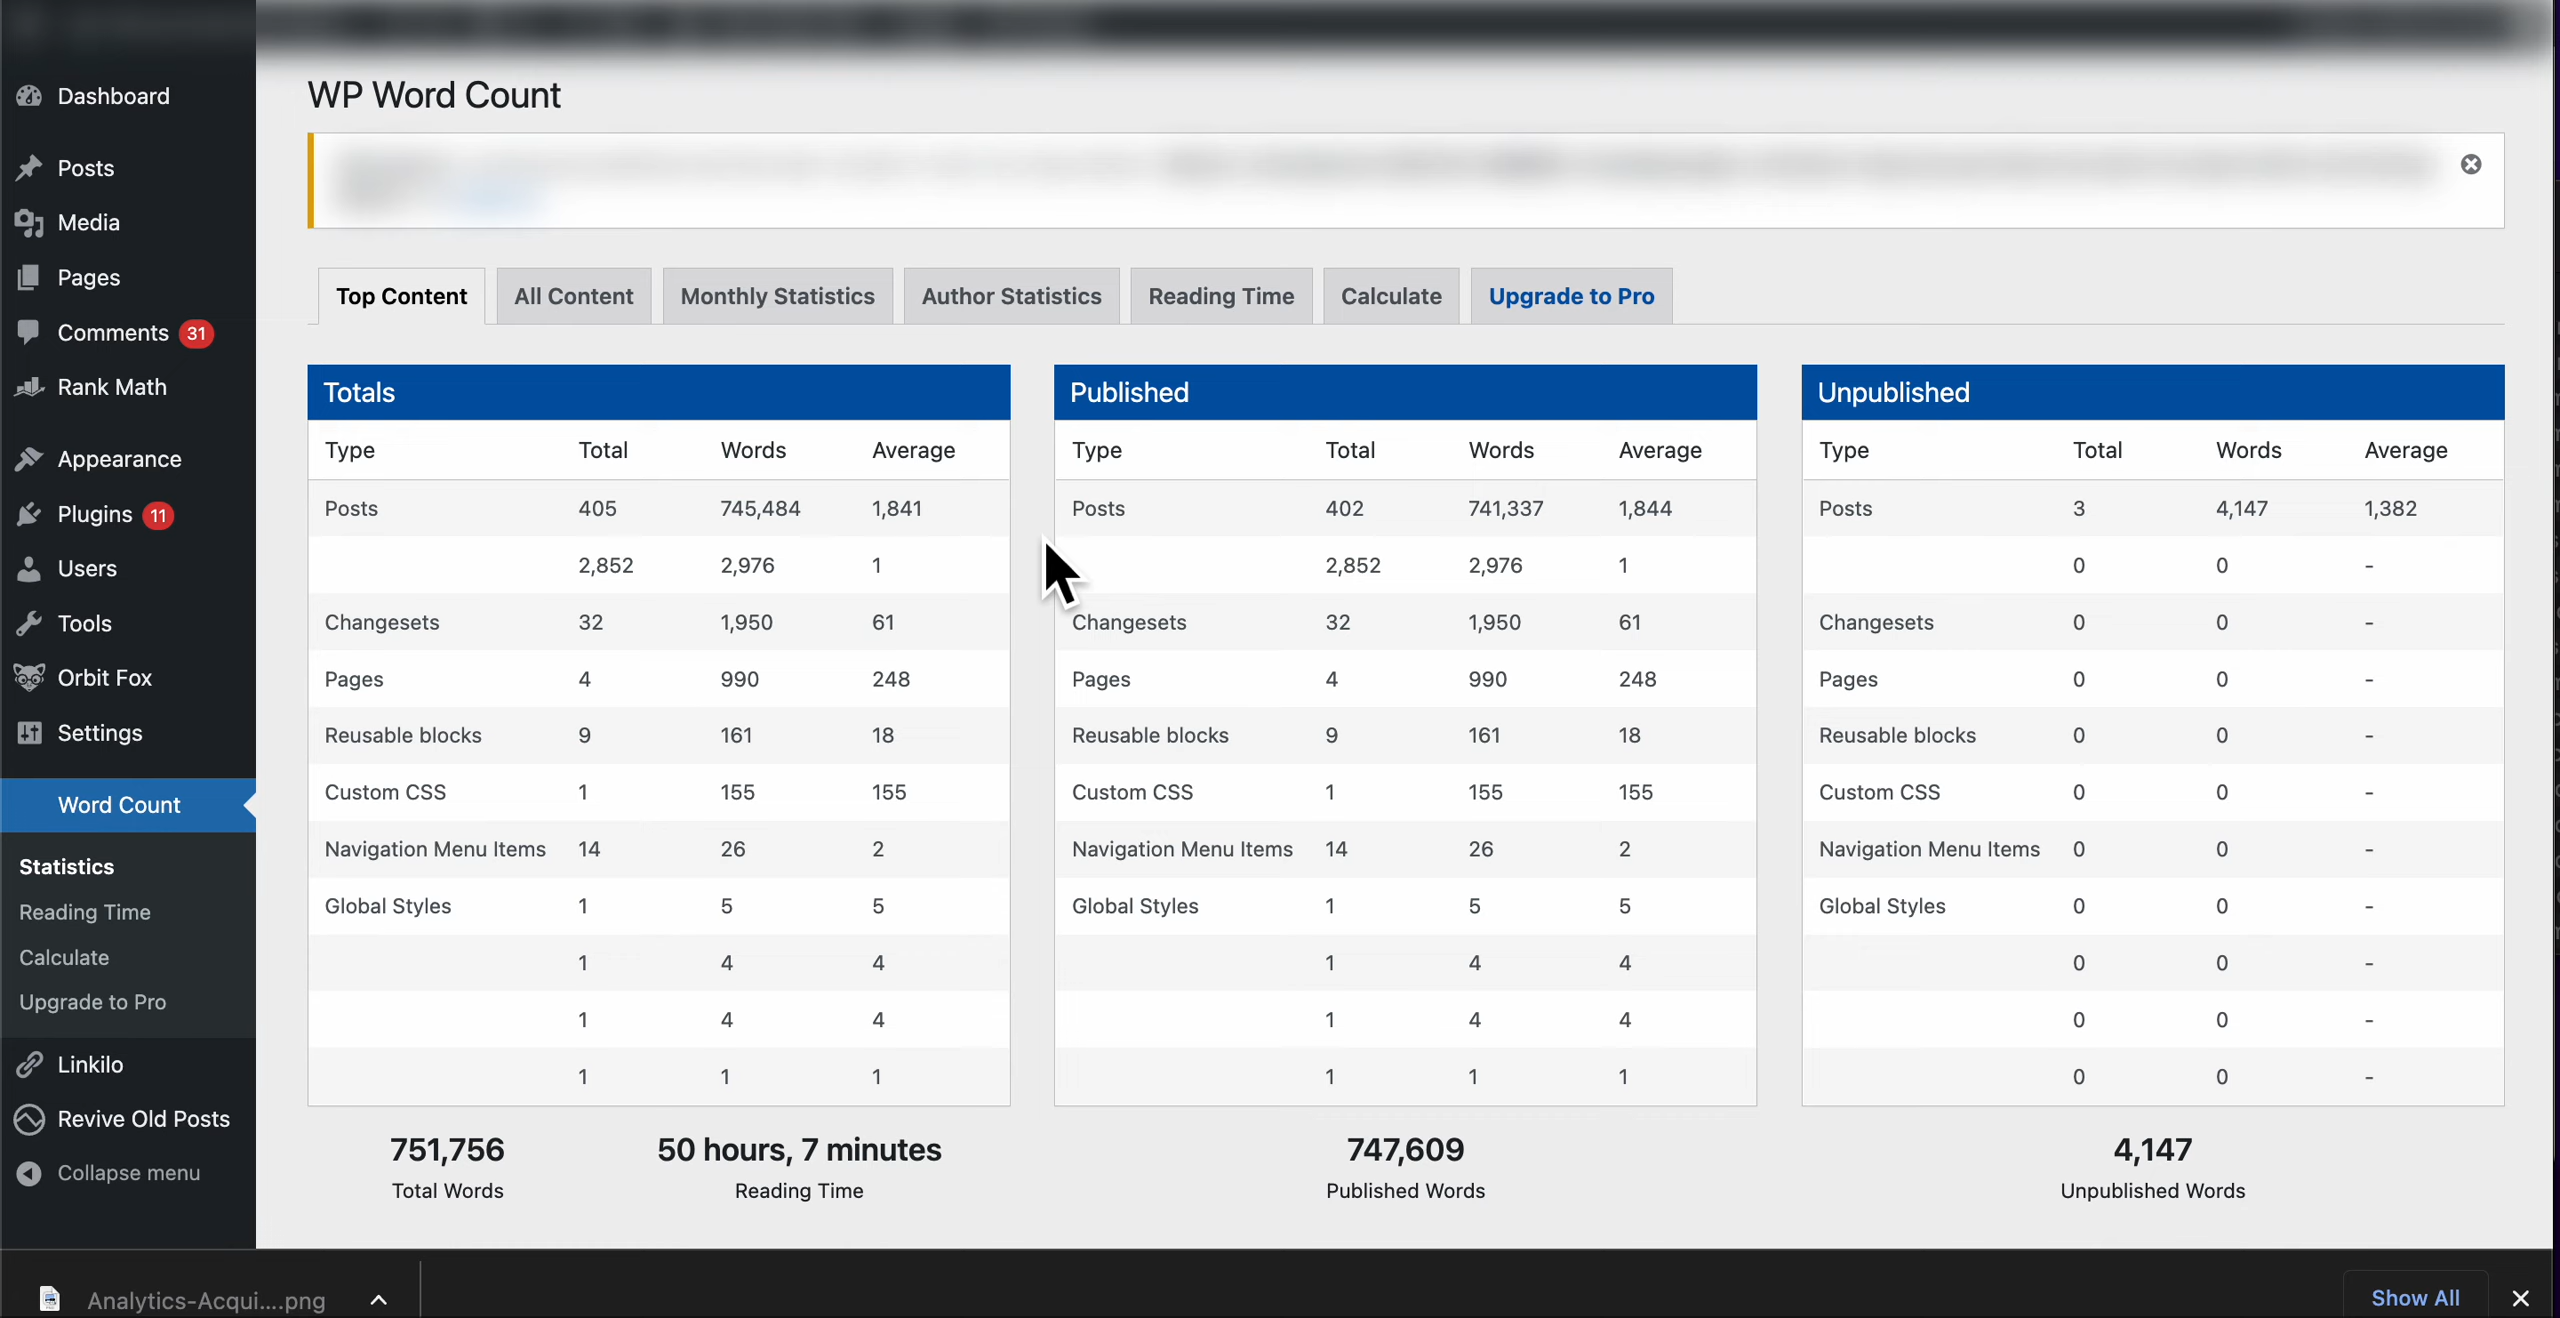 Dashboard
Posts
Media
Pages
Comments 31
Rank Math
Appearance
Plugins 11
Users
Tools
Orbit Fox
Settings
Word Count
Statistics
Reading Time
Calculate
Upgrade to Pro
Linkilo
Revive Old Posts
Collapse menu
WP Word Count
Top Content All Content Monthly Statistics Author Statistics Reading Time Calculate Upgrade to Pro
Totals
Type Total Words Average
Posts 405 745,484 1,841
2,852 2,976 1
Changesets 32 1,950 61
Pages 4 990 248
Reusable blocks 9 161 18
Custom CSS 1 155 155
Navigation Menu Items 14 26 2
Global Styles 1 5 5
1 4 4
1 4 4
1 1 1
751,756 50 hours, 7 minutes
Total Words Reading Time
Published
Type Total Words Average
Posts 402 741,337 1,844
2,852 2,976 1
Changesets 32 1,950 61
Pages 4 990 248
Reusable blocks 9 161 18
Custom CSS 1 155 155
Navigation Menu Items 14 26 2
Global Styles 1 5 5
1 4 4
1 4 4
1 1 1
747,609
Published Words
Unpublished
Type Total Words Average
Posts 3 4,147 1,382
0 0 -
Changesets 0 0 -
Pages 0 0 -
Reusable blocks 0 0 -
Custom CSS 0 0 -
Navigation Menu Items 0 0 -
Global Styles 0 0 -
0 0 -
0 0 -
0 0 -
4,147
Unpublished Words
Analytics-Acqui....png
Show All